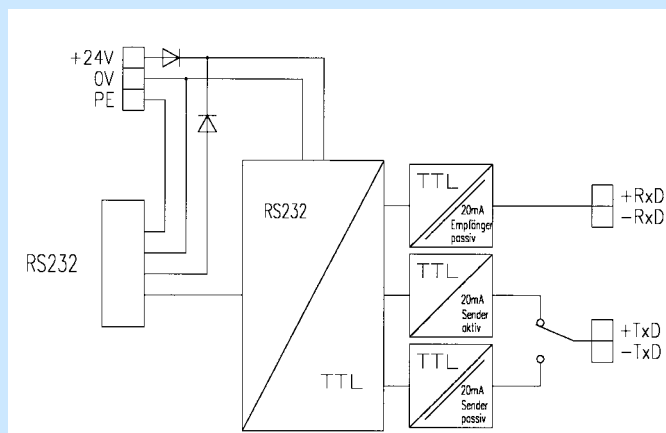 +24V
0V
PE
RS232
RS232
TTL
TTL
20mA
Empfänger
passiv
+RxD
-RxD
TTL
20mA
Sender
aktiv
+TxD
-TxD
TTL
20mA
Sender
passiv